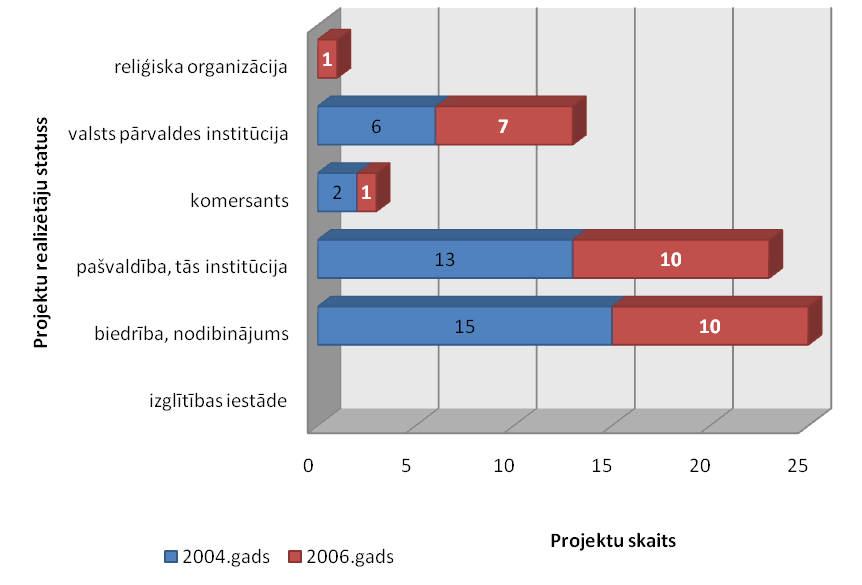 Projektu realizētāju statuss
reliģiska organizācija
1
valsts pārvaldes institūcija
6
7
komersants
2
1
pašvaldība, tās institūcija
13
10
biedrība, nodibinājums
15
10
izglītības iestāde
0
5
10
15
20
25
Projektu skaits
2004.gads
2006.gads